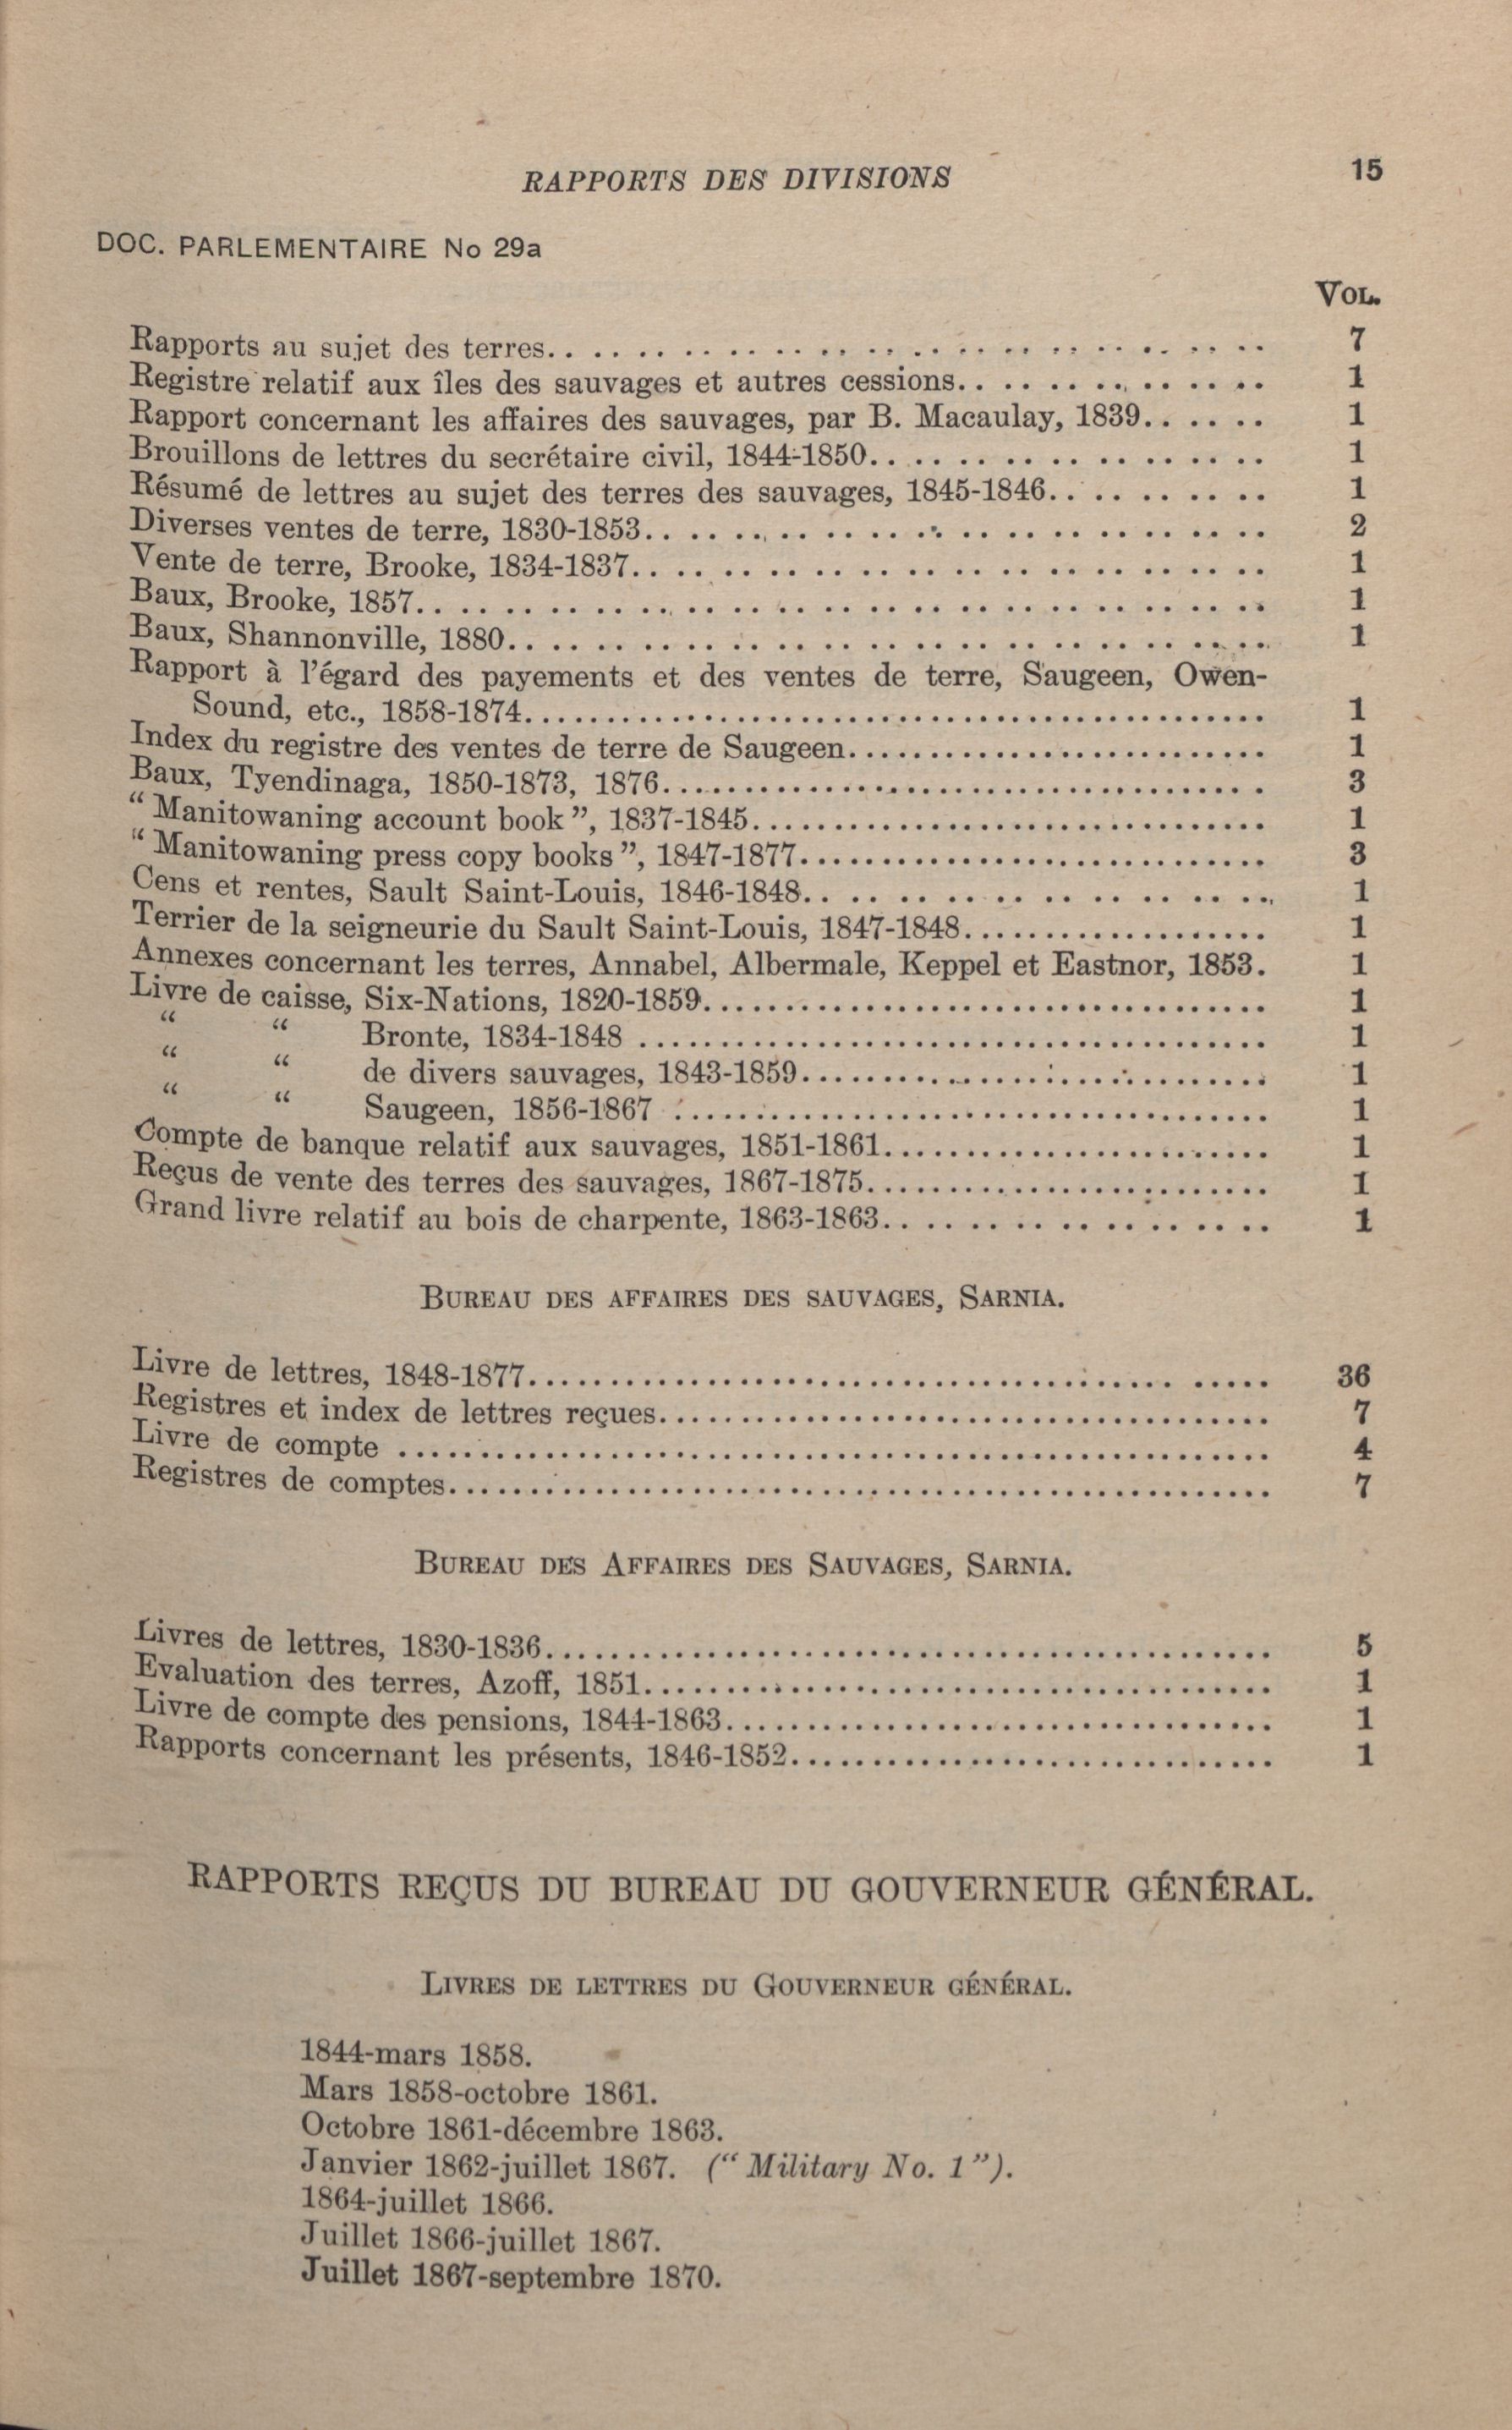 RAPPORTS DES DIVISIONS 15
DOC. PARLEMENTAIRE No 29a
VOL.
Rapports au sujet des terres. . . . . . . . . . 7
Registre relatif aux îles des sauvages et autres cessions. . . . . . . . . . 1
Rapport concernant les affaires des sauvages, par B. Macaulay, 1839. . . . . . 1
Brouillons de lettres du secrétaire civil, 1844-1850. . . . . . . . . . 1
Résumé de lettres au sujet des terres des sauvages, 1845-1846. . . . . . . . . . 1
Diverses ventes de terre, 1830-1853. . . . . . . . . . 2
Vente de terre, Brooke, 1834-1837. . . . . . . . . . 1
Baux, Brooke, 1857. . . . . . . . . . 1
Baux, Shannonville, 1880. . . . . . . . . . 1
Rapport à l'égard des payements et des ventes de terre, Saugeen, Owen-
Sound, etc., 1858-1874. . . . . . . . . . 1
Index du registre des ventes de terre de Saugeen. . . . . . . . . . 1
Baux, Tyendinaga, 1850-1873, 1876. . . . . . . . . . 3
“ Manitowaning account book ”, 1837-1845. . . . . . . . . . 1
“ Manitowaning press copy books ”, 1847-1877. . . . . . . . . . 3
Cens et rentes, Sault Saint-Louis, 1846-1848. . . . . . . . . . 1
Terrier de la seigneurie du Sault Saint-Louis, 1847-1848. . . . . . . . . . 1
Annexes concernant les terres, Annabel, Albermale, Keppel et Eastnor, 1853. 1
Livre de caisse, Six-Nations, 1820-1859. . . . . . . . . . 1
“ “ Bronte, 1834-1848 . . . . . . . . . . 1
“ “ de divers sauvages, 1843-1859. . . . . . . . . . 1
“ “ Saugeen, 1856-1867 . . . . . . . . . . 1
Compte de banque relatif aux sauvages, 1851-1861. . . . . . . . . . 1
Reçus de vente des terres des sauvages, 1867-1875. . . . . . . . . . 1
Grand livre relatif au bois de charpente, 1863-1863. . . . . . . . . . 1
BUREAU DES AFFAIRES DES SAUVAGES, SARNIA.
Livre de lettres, 1848-1877. . . . . . . . . . 36
Registres et index de lettres reçues. . . . . . . . . . 7
Livre de compte . . . . . . . . . . 4
Registres de comptes. . . . . . . . . . 7
BUREAU DES AFFAIRES DES SAUVAGES, SARNIA.
Livres de lettres, 1830-1836. . . . . . . . . . 5
Evaluation des terres, Azoff, 1851. . . . . . . . . . 1
Livre de compte des pensions, 1844-1863. . . . . . . . . . 1
Rapports concernant les présents, 1846-1852. . . . . . . . . . 1
RAPPORTS REÇUS DU BUREAU DU GOUVERNEUR GÉNÉRAL.
LIVRES DE LETTRES DU GOUVERNEUR GÉNÉRAL.
1844-mars 1858.
Mars 1858-octobre 1861.
Octobre 1861-décembre 1863.
Janvier 1862-juillet 1867. (“ Military No. 1”).
1864-juillet 1866.
Juillet 1866-juillet 1867.
Juillet 1867-septembre 1870.